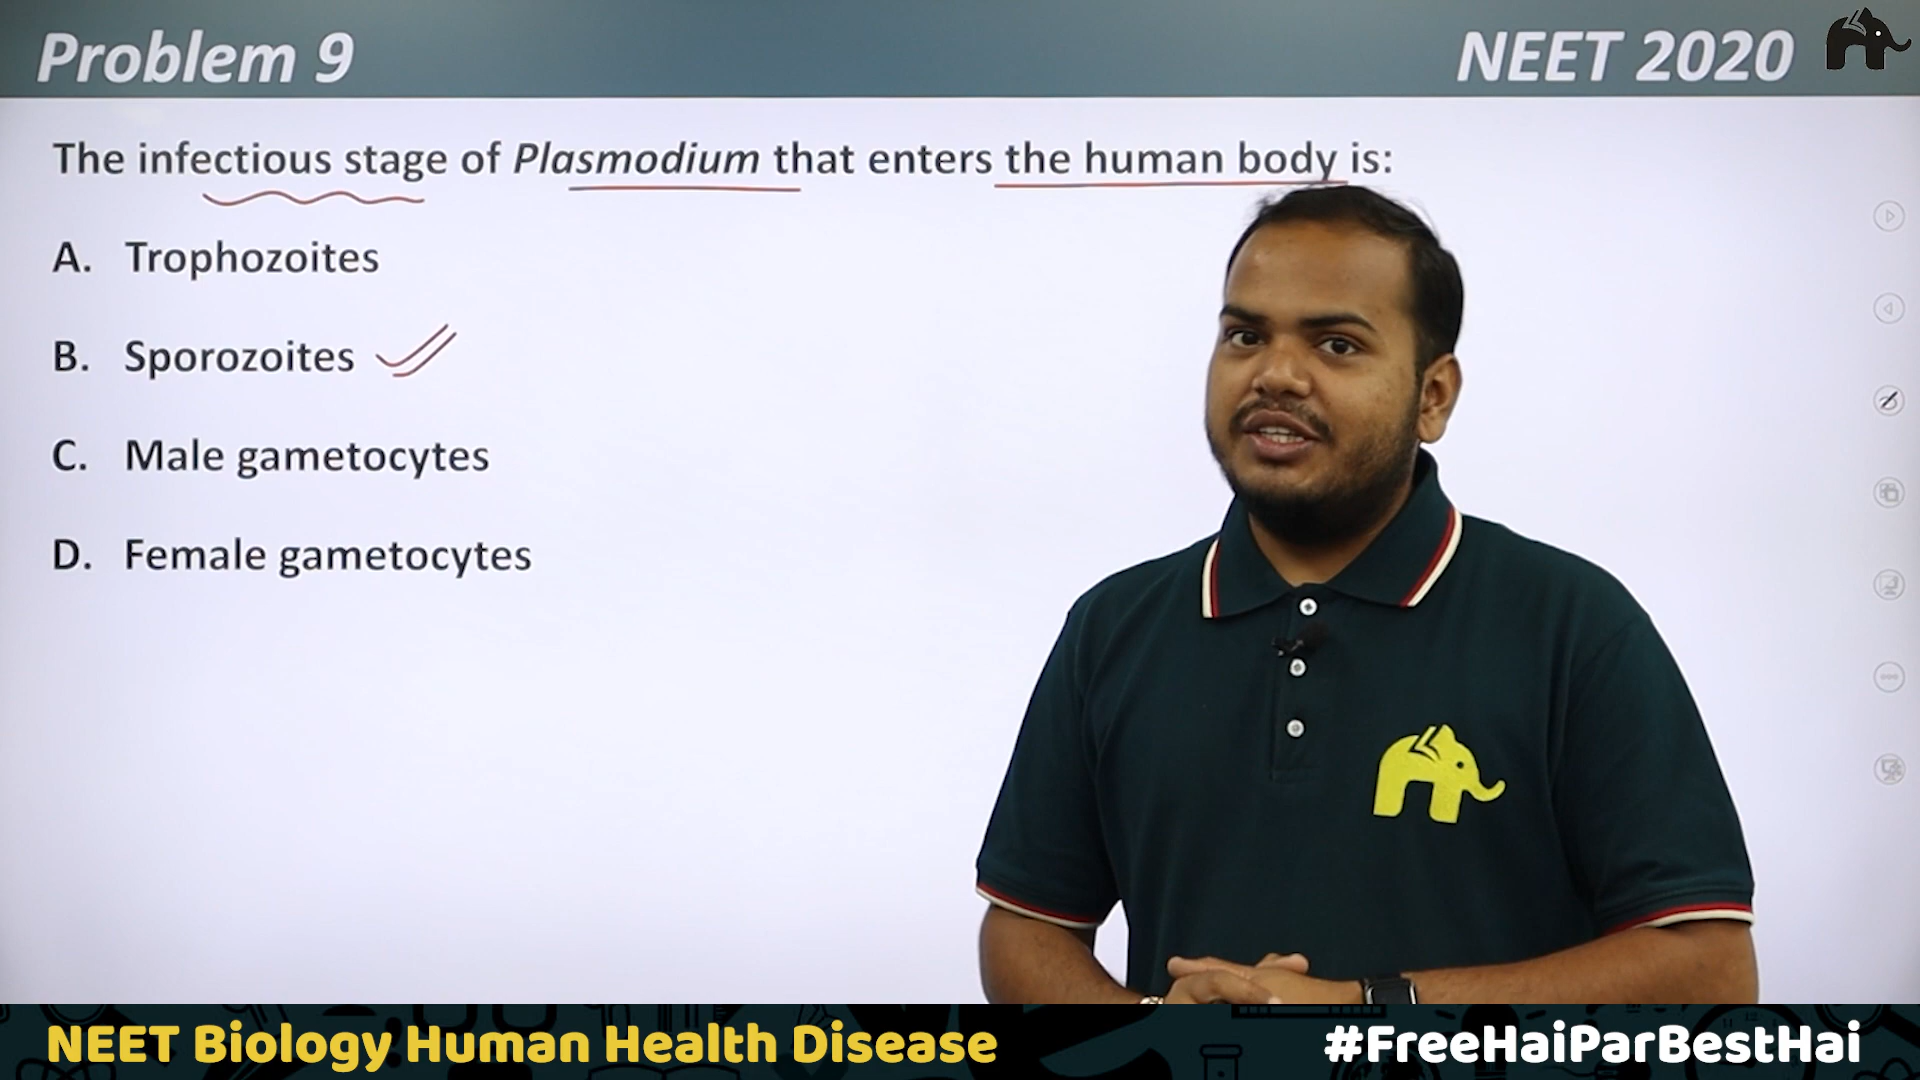 Problem 9
NEET 2020
The infectious stage of Plasmodium that enters the human body is:
A. Trophozoites
B. Sporozoites
C. Male gametocytes
D. Female gametocytes
NEET Biology Human Health Disease
#FreeHaiParBestHai